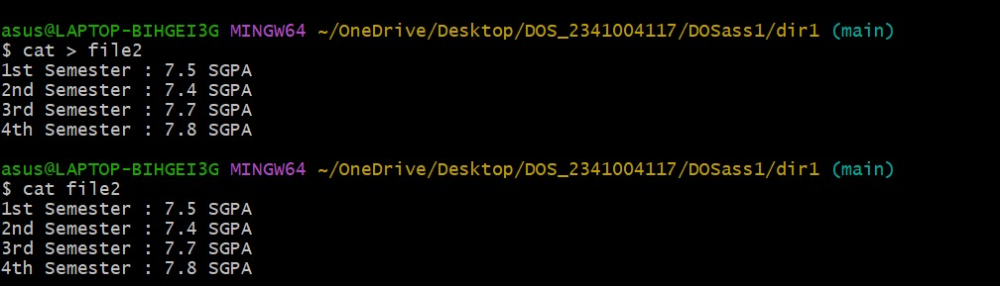 asus@LAPTOP-BIHGEI3G MINGW64 ~/OneDrive/Desktop/DOS_2341004117/DOSass1/dir1 (main)
$ cat > file2
1st Semester : 7.5 SGPA
2nd Semester : 7.4 SGPA
3rd Semester : 7.7 SGPA
4th Semester : 7.8 SGPA
asus@LAPTOP-BIHGEI3G MINGW64 ~/OneDrive/Desktop/DOS_2341004117/DOSass1/dir1 (main)
$ cat file2
1st Semester : 7.5 SGPA
2nd Semester : 7.4 SGPA
3rd Semester : 7.7 SGPA
4th Semester : 7.8 SGPA